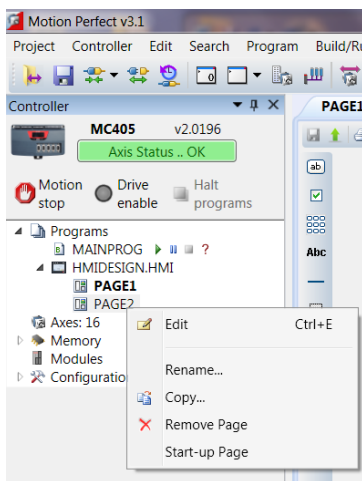 Motion Perfect v3.1
Project Controller Edit Search Program Build/Ru
Controller
PAGE1
MC405 v2.0196
Axis Status .. OK
Motion stop
Drive enable
Halt programs
Programs
MAINPROG ?
HMIDESIGN.HMI
PAGE1
PAGE2
Axes: 16
Memory
Modules
Configuratio
Edit Ctrl+E
Rename...
Copy...
Remove Page
Start-up Page
ab
Abc